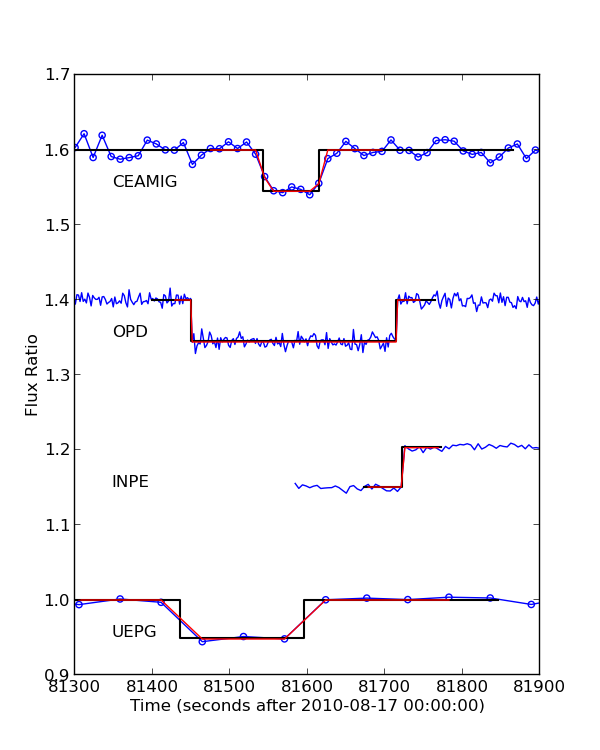 1.7
1.6
CEAMIG
1.5
1.4
OPD
Flux Ratio
1.3
1.2
INPE
1.1
1.0
UEPG
0.9
81300 81400 81500 81600 81700 81800 81900
Time (seconds after 2010-08-17 00:00:00)